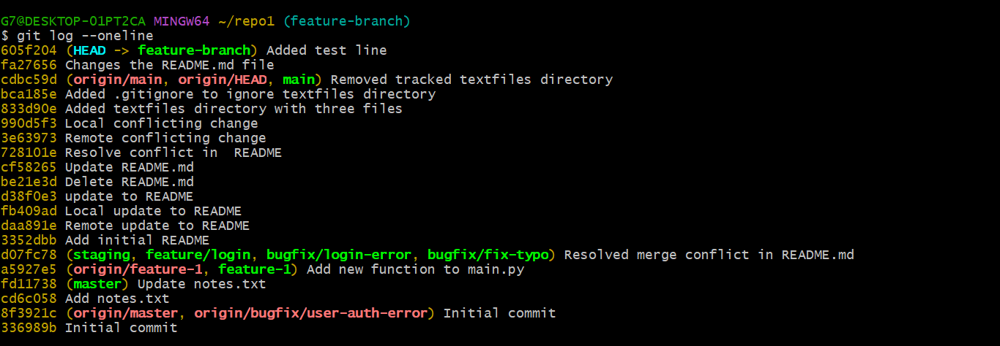 G7@DESKTOP-01PT2CA MINGW64 ~/repo1 (feature-branch)
$ git log --oneline
605f204 (HEAD -> feature-branch) Added test line
fa27656 Changes the README.md file
cdbc59d (origin/main, origin/HEAD, main) Removed tracked textfiles directory
bca185e Added .gitignore to ignore textfiles directory
833d90e Added textfiles directory with three files
990d5f3 Local conflicting change
3e63973 Remote conflicting change
728101e Resolve conflict in  README
cf58265 Update README.md
be21e3d Delete README.md
d38f0e3 update to README
fb409ad Local update to README
daa891e Remote update to README
3352dbb Add initial README
d07fc78 (staging, feature/login, bugfix/login-error, bugfix/fix-typo) Resolved merge conflict in README.md
a5927e5 (origin/feature-1, feature-1) Add new function to main.py
fd11738 (master) Update notes.txt
cd6c058 Add notes.txt
8f3921c (origin/master, origin/bugfix/user-auth-error) Initial commit
336989b Initial commit